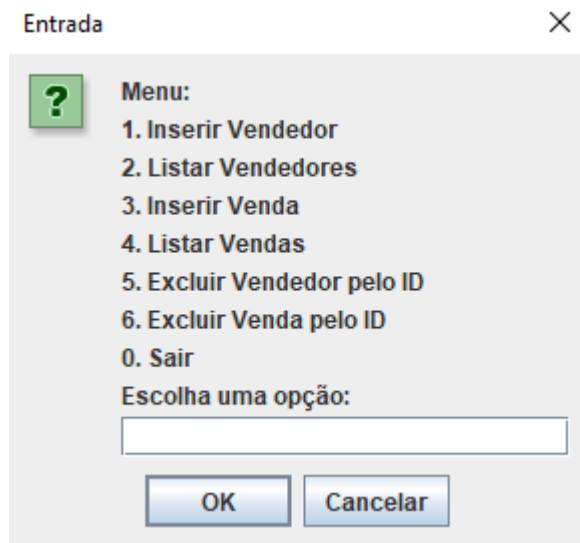 Entrada
?
Menu:
1. Inserir Vendedor
2. Listar Vendedores
3. Inserir Venda
4. Listar Vendas
5. Excluir Vendedor pelo ID
6. Excluir Venda pelo ID
0. Sair
Escolha uma opção:
OK Cancelar